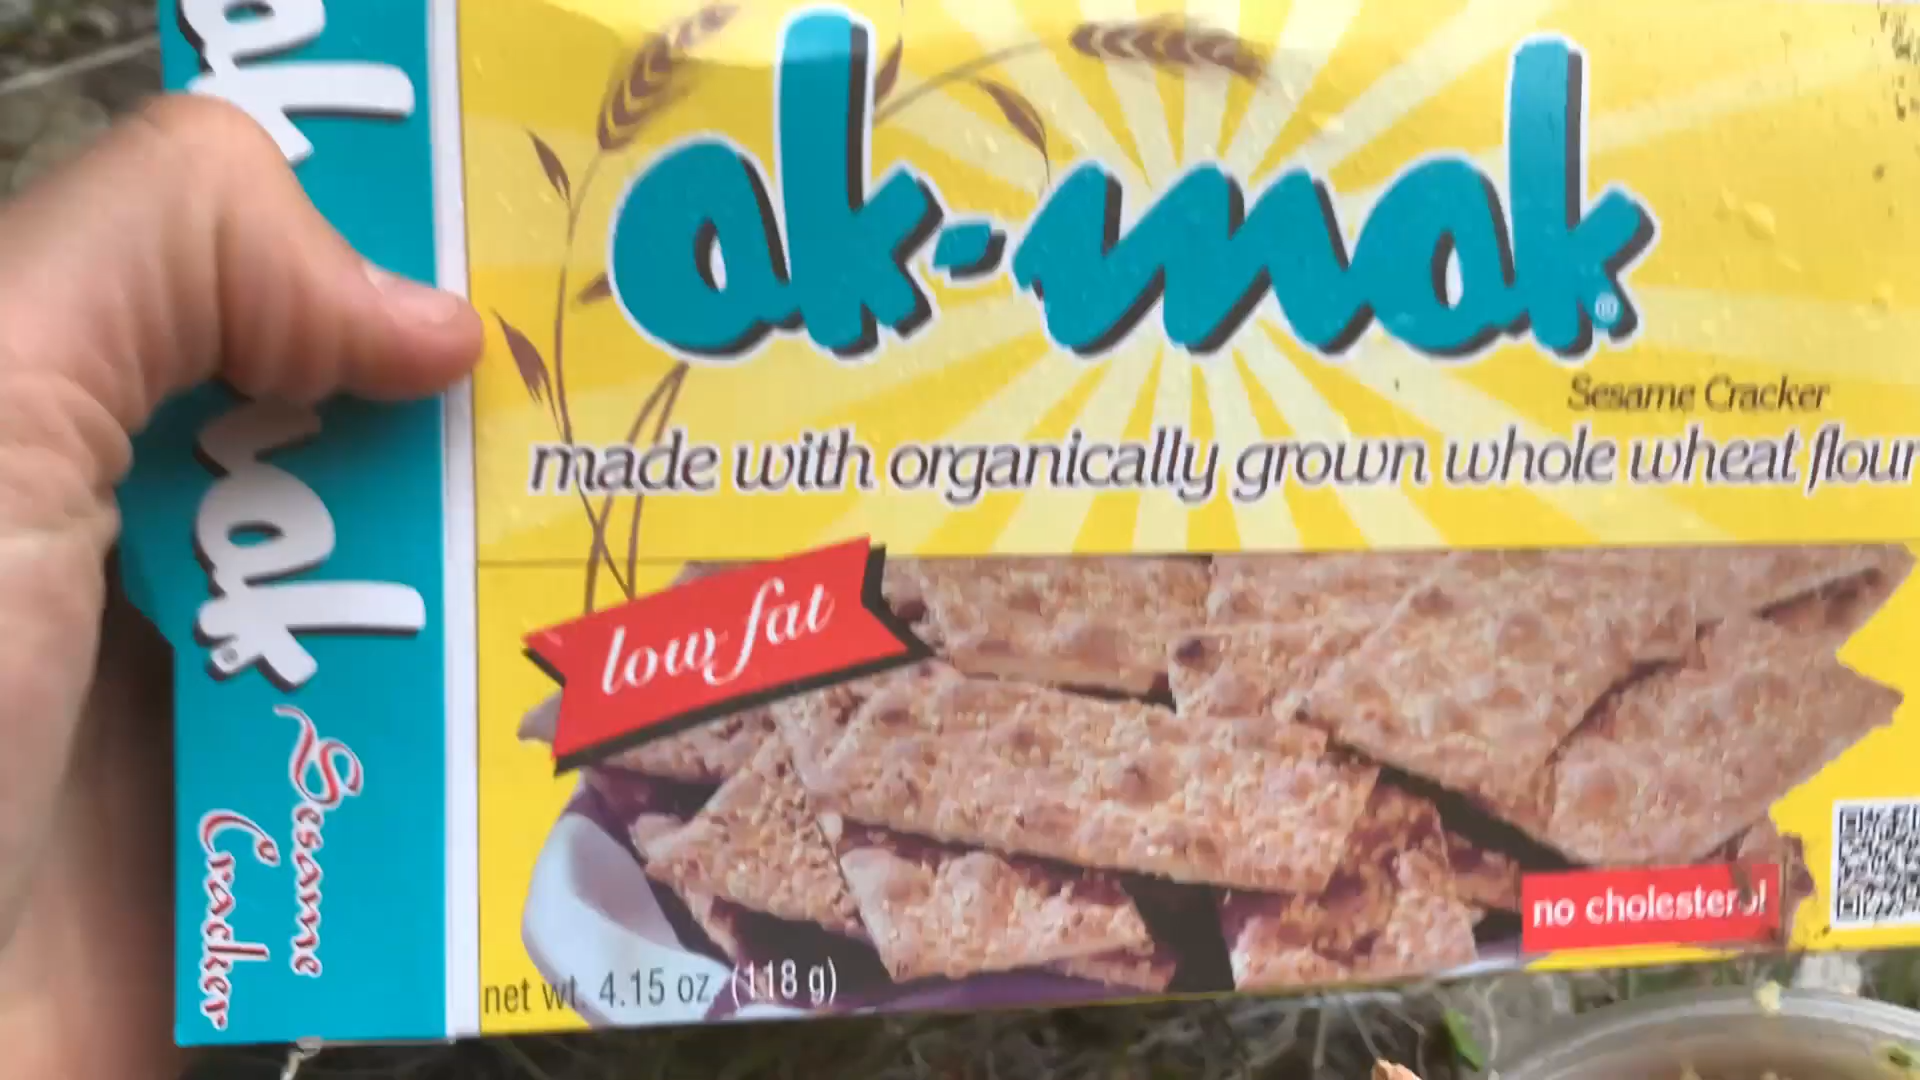 ak-mak
Sesame Cracker
ak-mak®
Sesame Cracker
made with organically grown whole wheat flour
low fat
no cholesterol
net wt. 4.15 oz. (118 g)